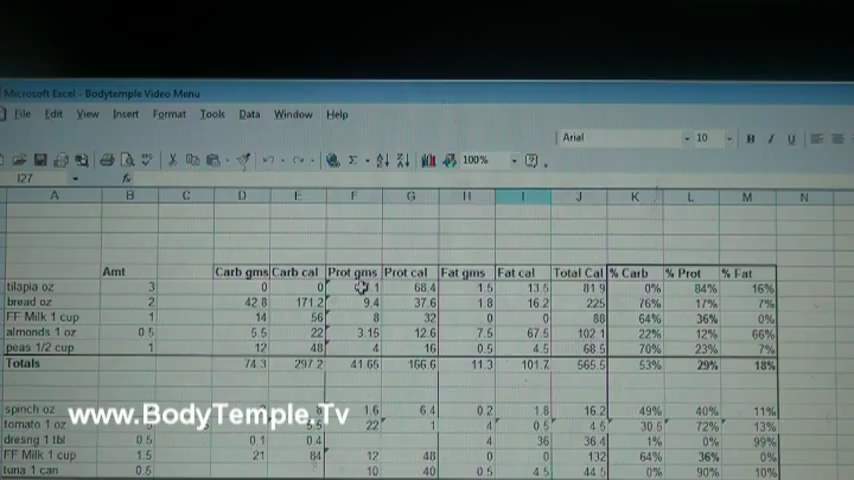 Microsoft Excel - Bodytemple Video Menu
File Edit View Insert Format Tools Data Window Help
Arial 10 B I U
100%
I27 fx
A B C D E F G H I J K L M N
Amt Carb gms Carb cal Prot gms Prot cal Fat gms Fat cal Total Cal % Carb % Prot % Fat
tilapia oz 3 0 0 1 68.4 1.5 13.5 81.9 0% 84% 16%
bread oz 2 42.8 171.2 9.4 37.6 1.8 16.2 225 76% 17% 7%
FF Milk 1 cup 1 14 56 8 32 0 0 88 64% 36% 0%
almonds 1 oz 0.5 5.5 22 3.15 12.6 7.5 67.5 102.1 22% 12% 66%
peas 1/2 cup 1 12 48 4 16 0.5 4.5 68.5 70% 23% 7%
Totals 74.3 297.2 41.65 166.6 11.3 101.7 565.5 53% 29% 18%
spinch oz 1.6 6.4 0.2 1.8 16.2 49% 40% 11%
www.BodyTemple.Tv
tomato 1 oz 5.5 22 1 4 0.5 4.5 30.5 72% 13%
dresng 1 tbl 0.5 0.1 0.4 4 36 36.4 1% 0% 99%
FF Milk 1 cup 1.5 21 84 12 48 0 0 132 64% 36% 0%
tuna 1 can 0.5 10 40 0.5 4.5 44.5 0% 90% 10%